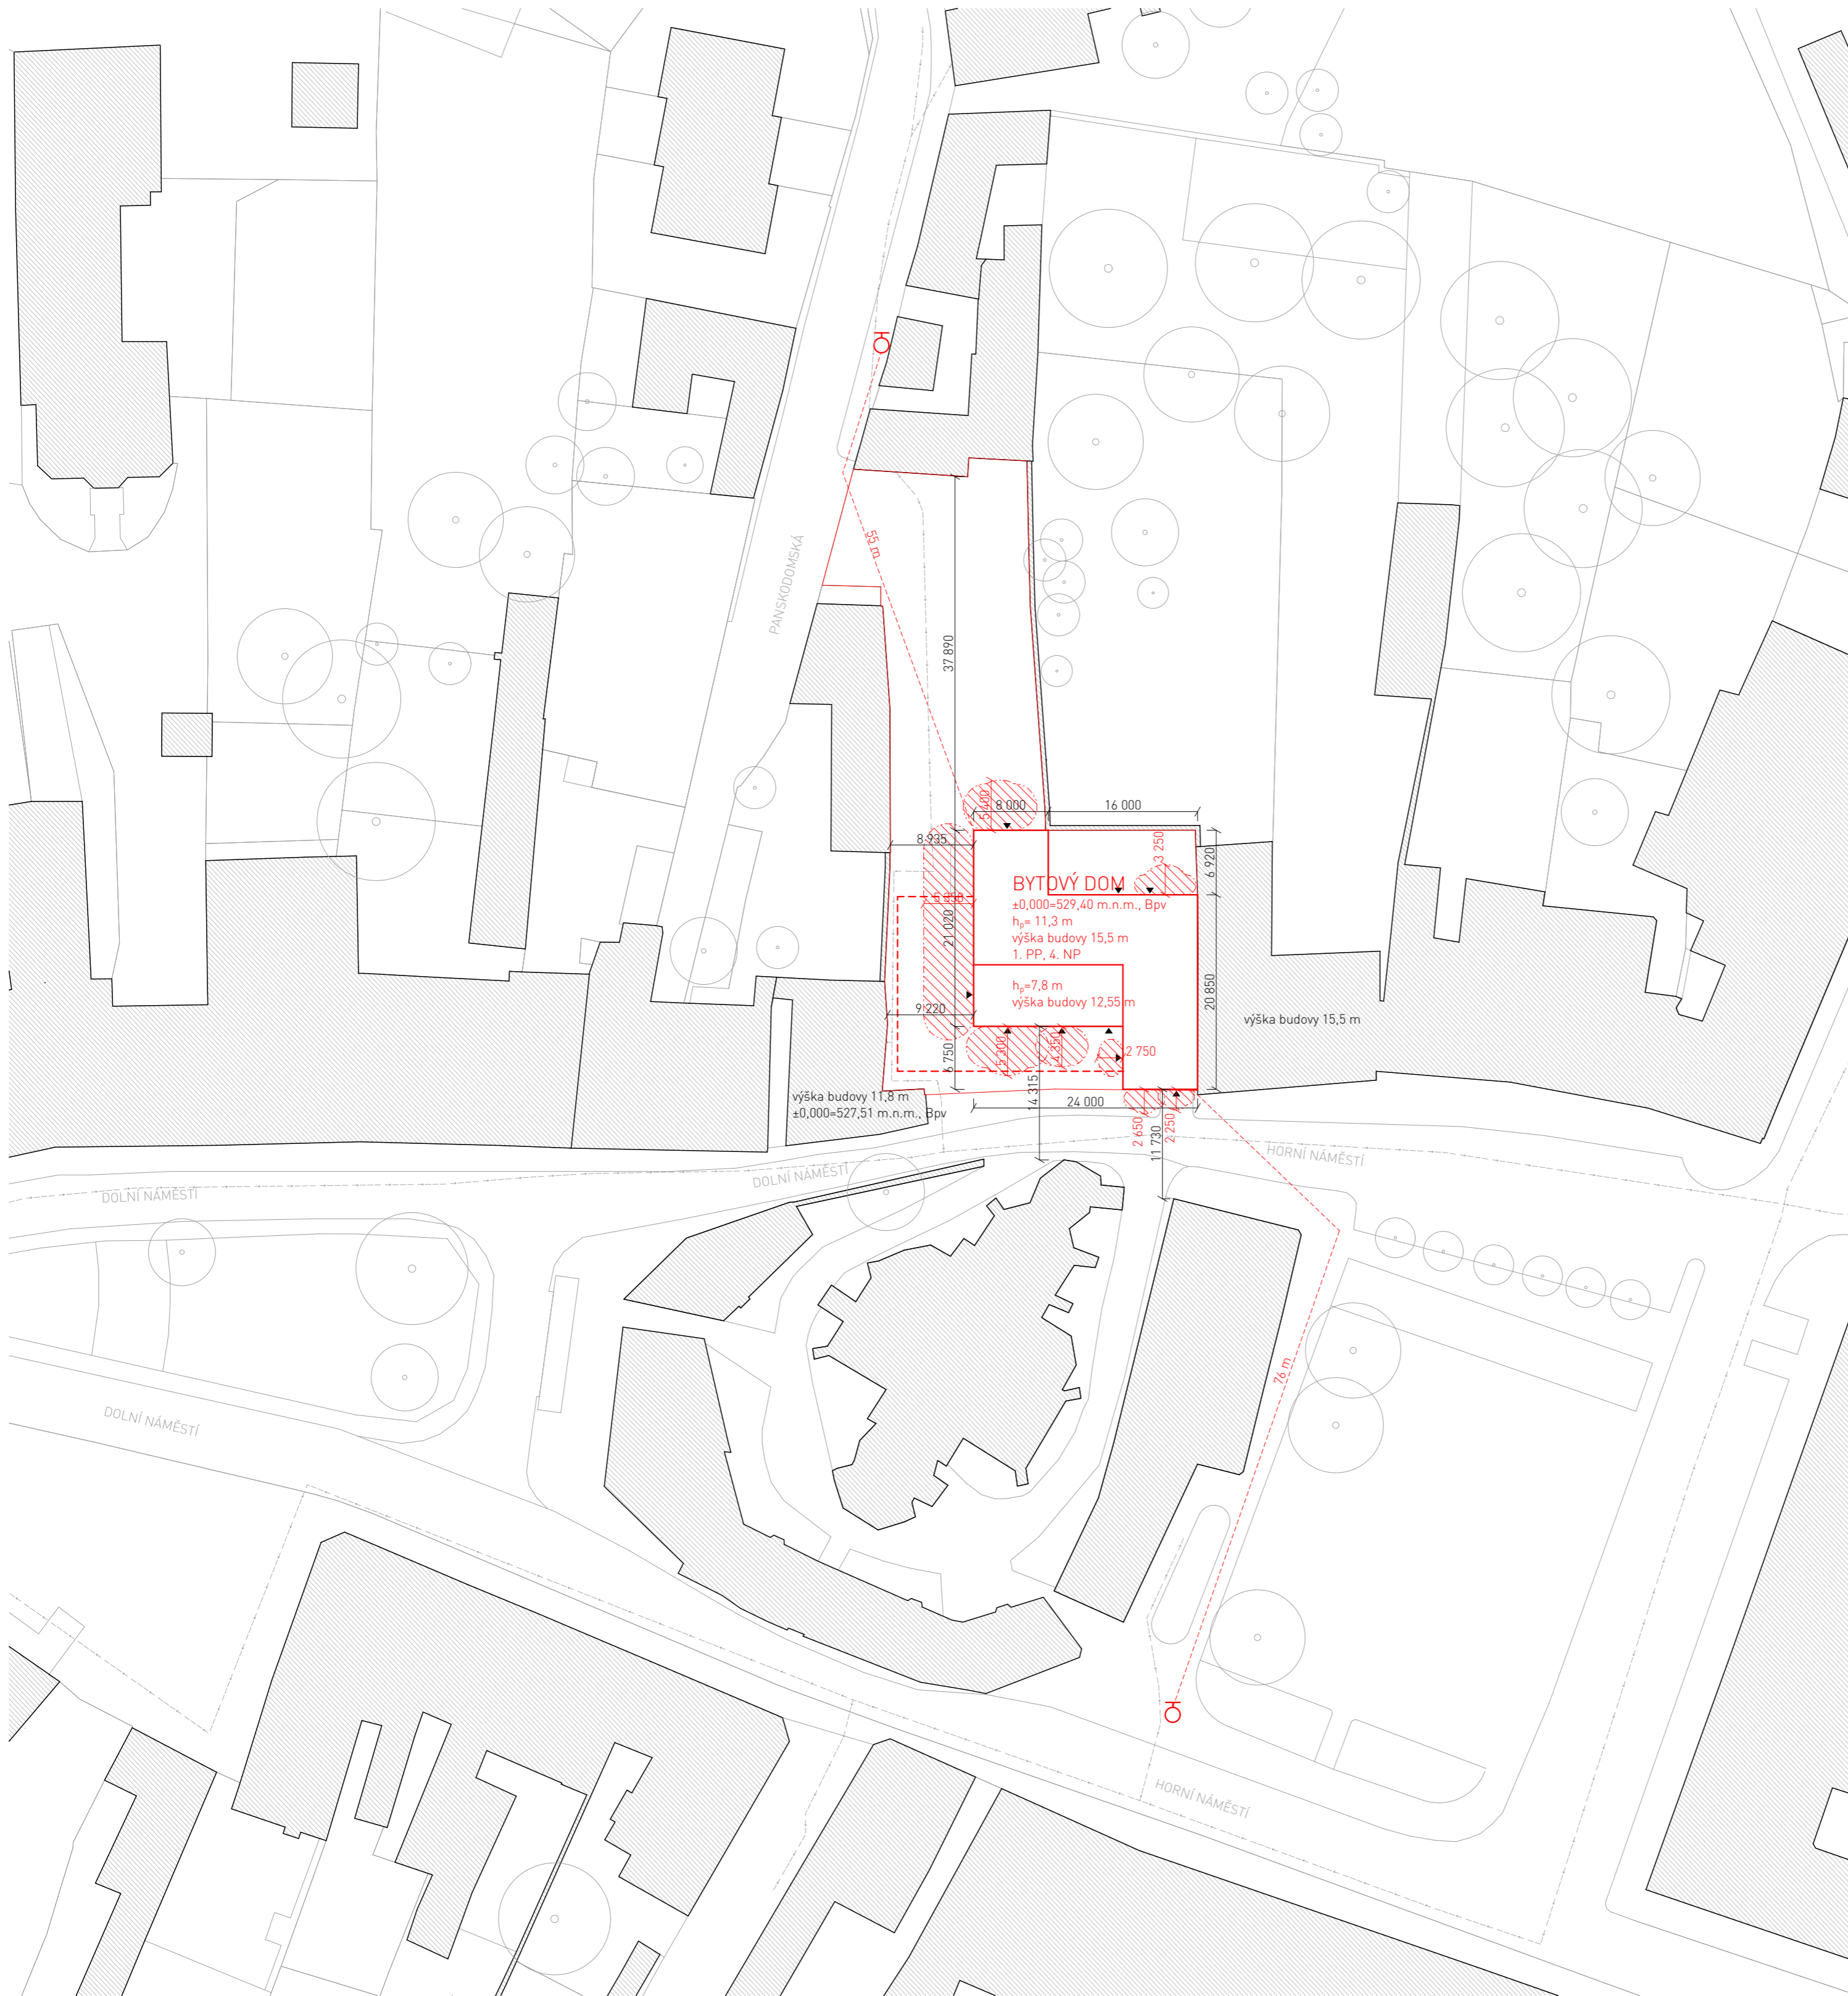 55 m
PANSKODOMSKÁ
37 890
5 400
8 000
16 000
8 935
3 250
6 920
BYTOVÝ DOM
±0,000=529,40 m.n.m., Bpv
hp= 11,3 m
výška budovy 15,5 m
1. PP, 4. NP
21 020
hp=7,8 m
výška budovy 12,55 m
20 850
9 220
výška budovy 15,5 m
6 750
5 300
4 350
2 750
14 315
výška budovy 11,8 m
±0,000=527,51 m.n.m., Bpv
24 000
2 650
2 250
11 730
HORNÍ NÁMĚSTÍ
DOLNÍ NÁMĚSTÍ
DOLNÍ NÁMĚSTÍ
76 m
DOLNÍ NÁMĚSTÍ
HORNÍ NÁMĚSTÍ